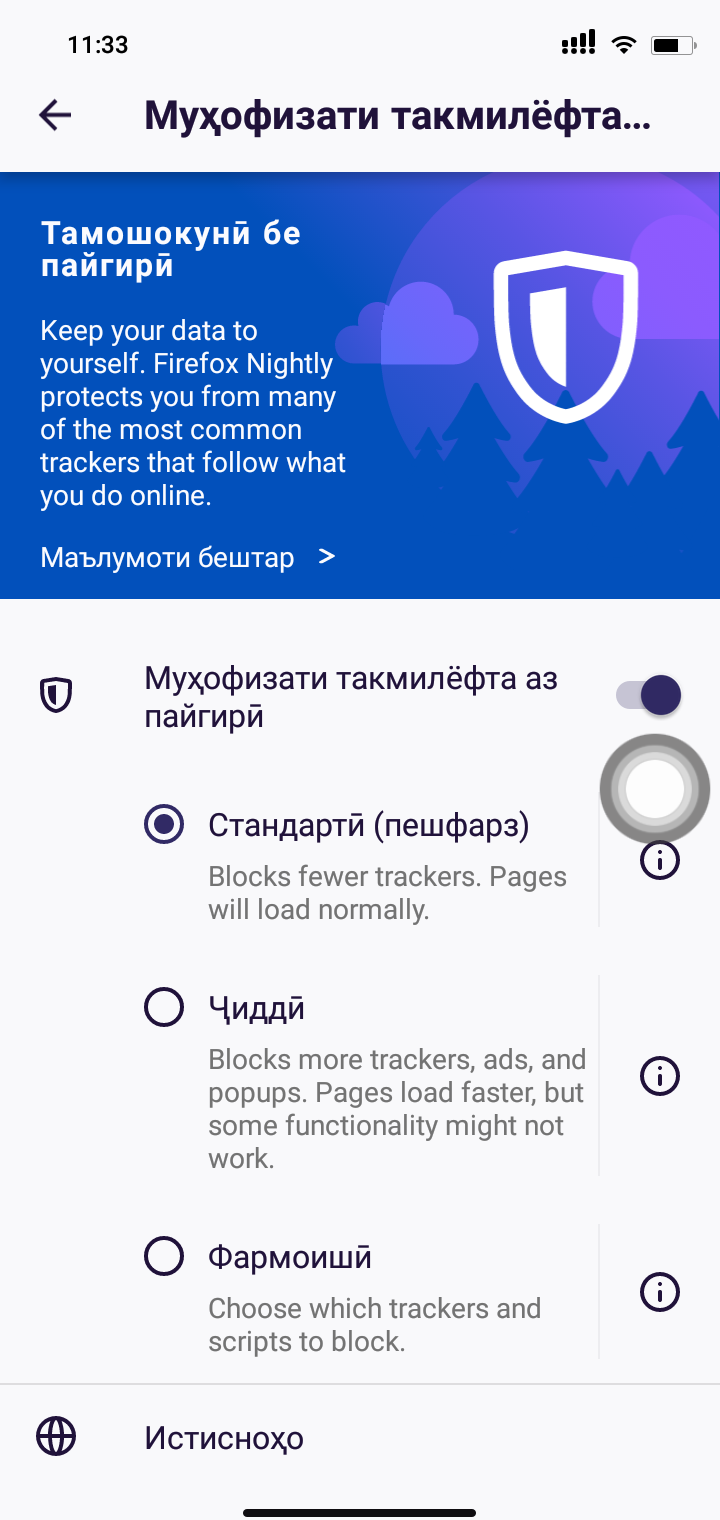 11:33
Муҳофизати такмилёфта...
Тамошокунӣ бе
пайгирӣ
Keep your data to
yourself. Firefox Nightly
protects you from many
of the most common
trackers that follow what
you do online.
Маълумоти бештар >
Муҳофизати такмилёфта аз
пайгирӣ
Стандартӣ (пешфарз)
Blocks fewer trackers. Pages
will load normally.
Ҷиддӣ
Blocks more trackers, ads, and
popups. Pages load faster, but
some functionality might not
work.
Фармоишӣ
Choose which trackers and
scripts to block.
Истисноҳо